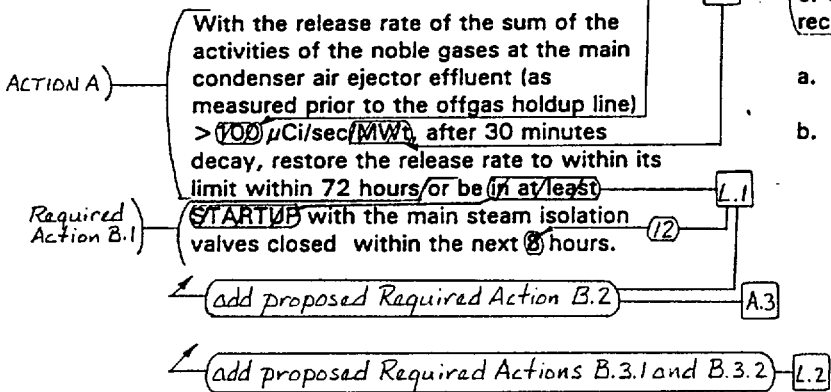 With the release rate of the sum of the
activities of the noble gases at the main
condenser air ejector effluent (as
measured prior to the offgas holdup line)
> 100 μCi/sec/MWt, after 30 minutes
decay, restore the release rate to within its
limit within 72 hours or be in at least
STARTUP with the main steam isolation
valves closed within the next 8 hours.
ACTION A
Required
Action B.1
12
L.1
add proposed Required Action B.2
A.3
add proposed Required Actions B.3.1 and B.3.2
L.2
rec
a.
b.